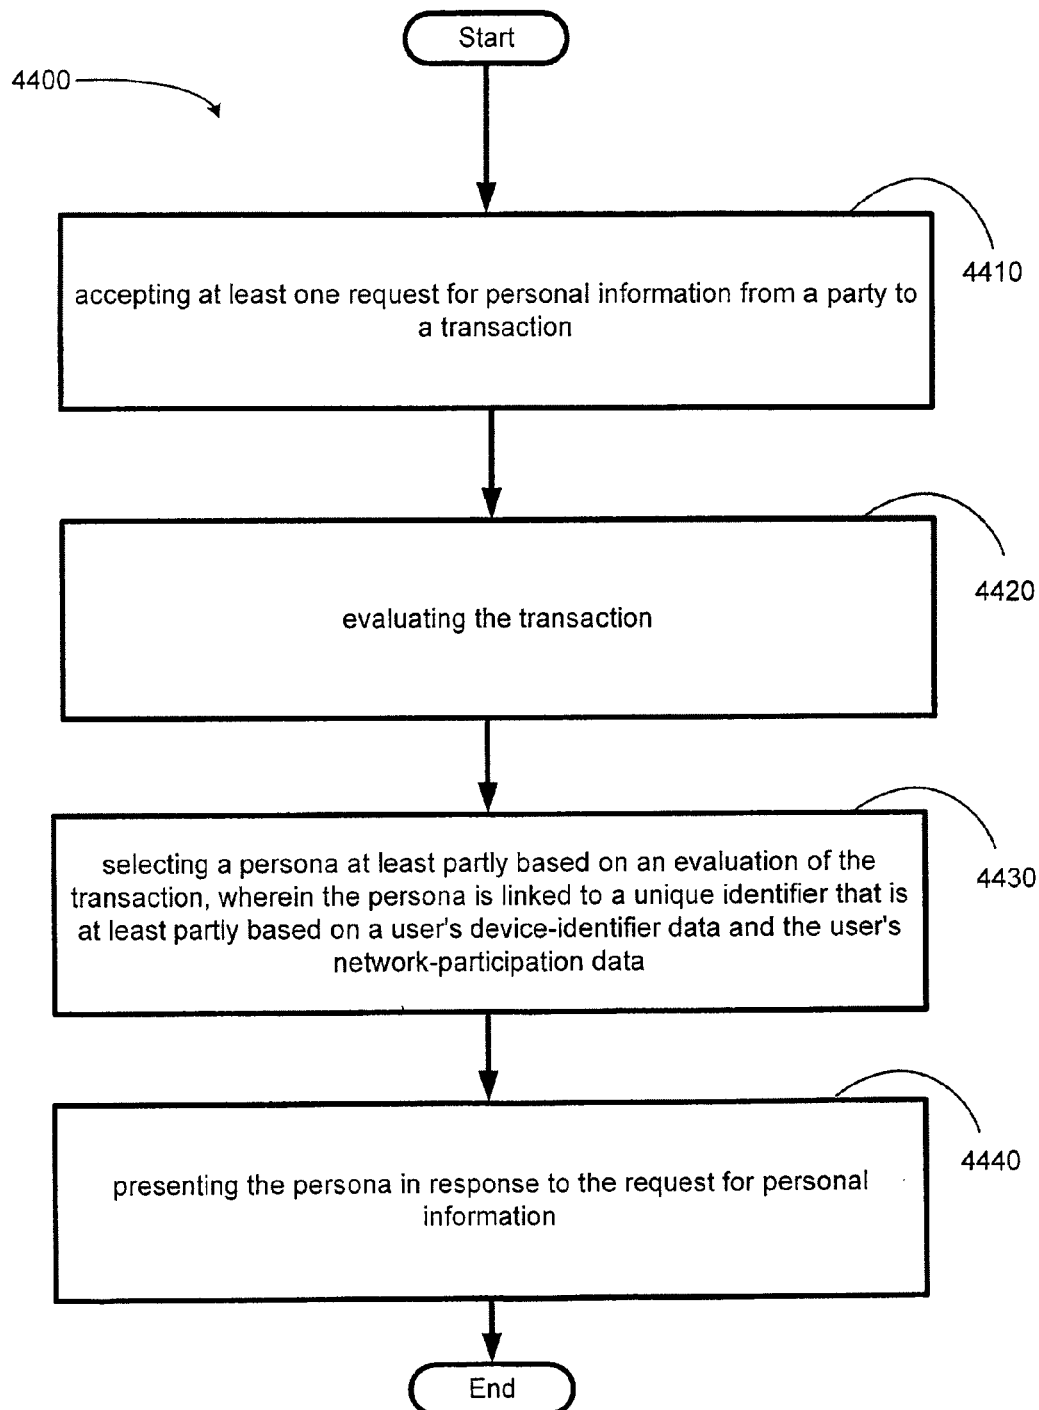 Start
4400
4410
accepting at least one request for personal information from a party to
a transaction
4420
evaluating the transaction
selecting a persona at least partly based on an evaluation of the
transaction, wherein the persona is linked to a unique identifier that is
at least partly based on a user's device-identifier data and the user's
network-participation data
4430
4440
presenting the persona in response to the request for personal
information
End